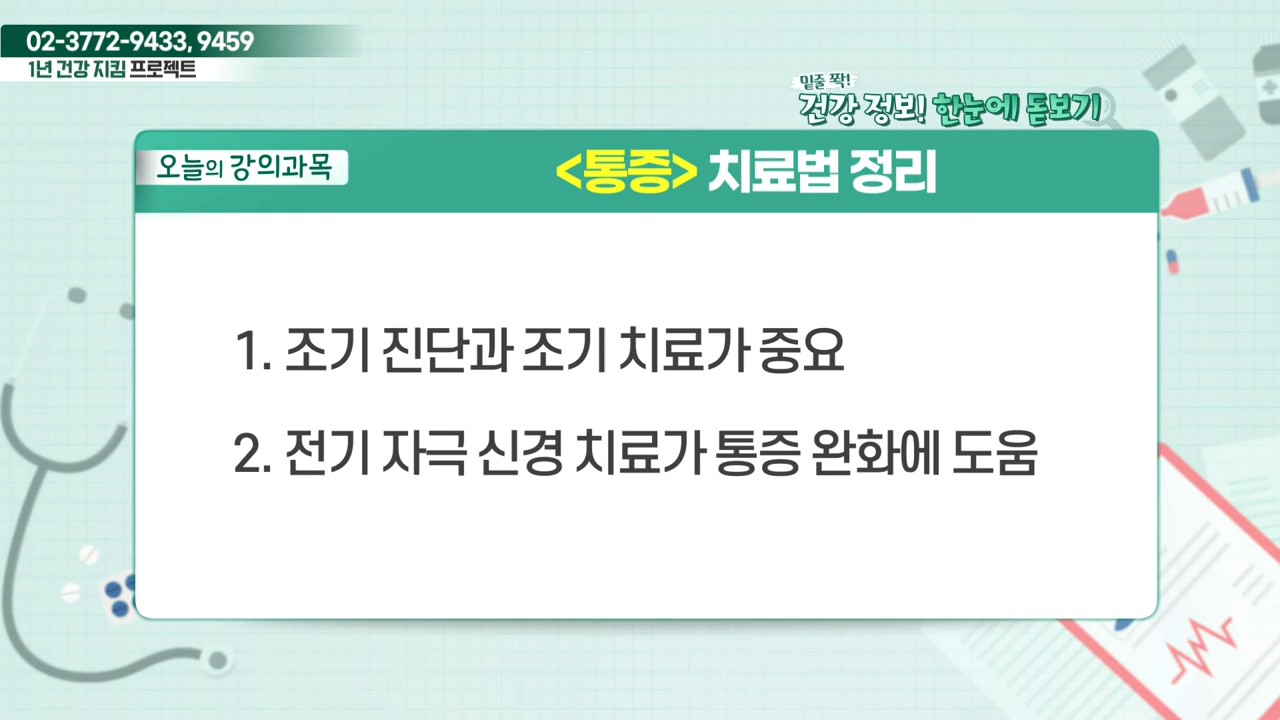 02-3772-9433, 9459
1년 건강 지킴 프로젝트
밑줄 쫙!
건강 정보! 한눈에 돋보기
오늘의 강의과목
<통증> 치료법 정리
1. 조기 진단과 조기 치료가 중요
2. 전기 자극 신경 치료가 통증 완화에 도움